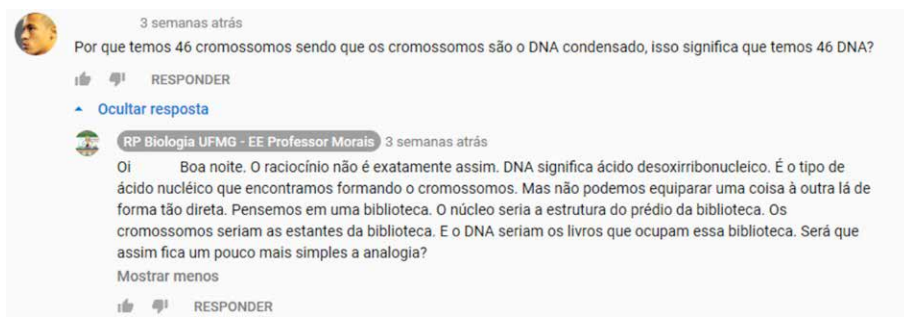 3 semanas atrás
Por que temos 46 cromossomos sendo que os cromossomos são o DNA condensado, isso significa que temos 46 DNA?
RESPONDER
Ocultar resposta
RP Biologia UFMG - EE Professor Morais 3 semanas atrás
Oi Boa noite. O raciocínio não é exatamente assim. DNA significa ácido desoxirribonucleico. É o tipo de
ácido nucléico que encontramos formando o cromossomos. Mas não podemos equiparar uma coisa à outra lá de
forma tão direta. Pensemos em uma biblioteca. O núcleo seria a estrutura do prédio da biblioteca. Os
cromossomos seriam as estantes da biblioteca. E o DNA seriam os livros que ocupam essa biblioteca. Será que
assim fica um pouco mais simples a analogia?
Mostrar menos
RESPONDER